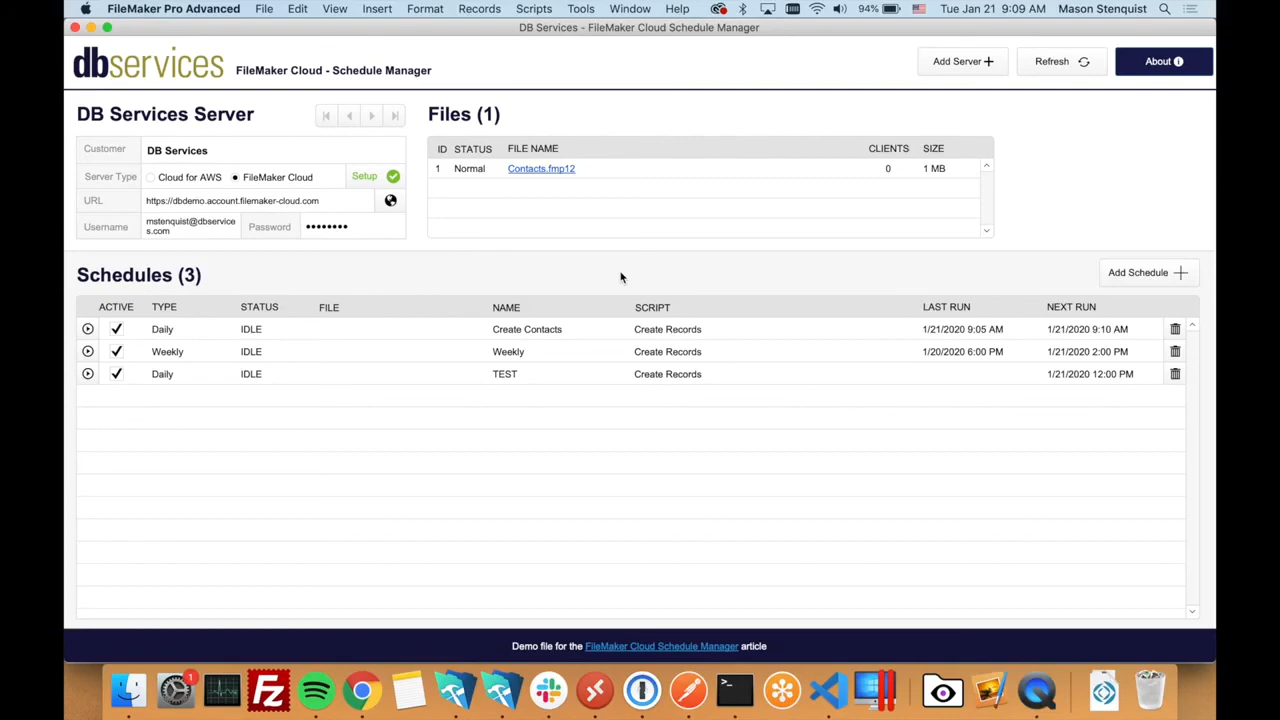 FileMaker Pro Advanced File Edit View Insert Format Records Scripts Tools Window Help 94% Tue Jan 21 9:09 AM Mason Stenquist
DB Services - FileMaker Cloud Schedule Manager
dbservices FileMaker Cloud - Schedule Manager Add Server Refresh About
DB Services Server Files (1)
Customer DB Services
ID STATUS FILE NAME CLIENTS SIZE
1 Normal Contacts.fmp12 0 1 MB
Server Type Cloud for AWS FileMaker Cloud Setup
URL https://dbdemo.account.filemaker-cloud.com
Username mstenquist@dbservice
s.com
Password ••••••••
Schedules (3) Add Schedule
ACTIVE TYPE STATUS FILE NAME SCRIPT LAST RUN NEXT RUN
Daily IDLE Create Contacts Create Records 1/21/2020 9:05 AM 1/21/2020 9:10 AM
Weekly IDLE Weekly Create Records 1/20/2020 6:00 PM 1/21/2020 2:00 PM
Daily IDLE TEST Create Records 1/21/2020 12:00 PM
Demo file for the FileMaker Cloud Schedule Manager article
1
Fz